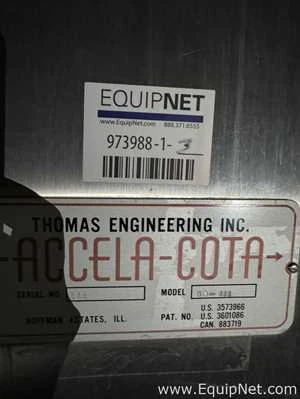 EQUIPNET
www.EquipNet.com 888.371.6555
973988-1-3
THOMAS ENGINEERING INC.
ACCELA-COTA
SERIAL NO. MODEL
HOFFMAN ESTATES, ILL.
U.S. 3573966
PAT. NO. U.S. 3601086
CAN. 883719
www.EquipNet.com